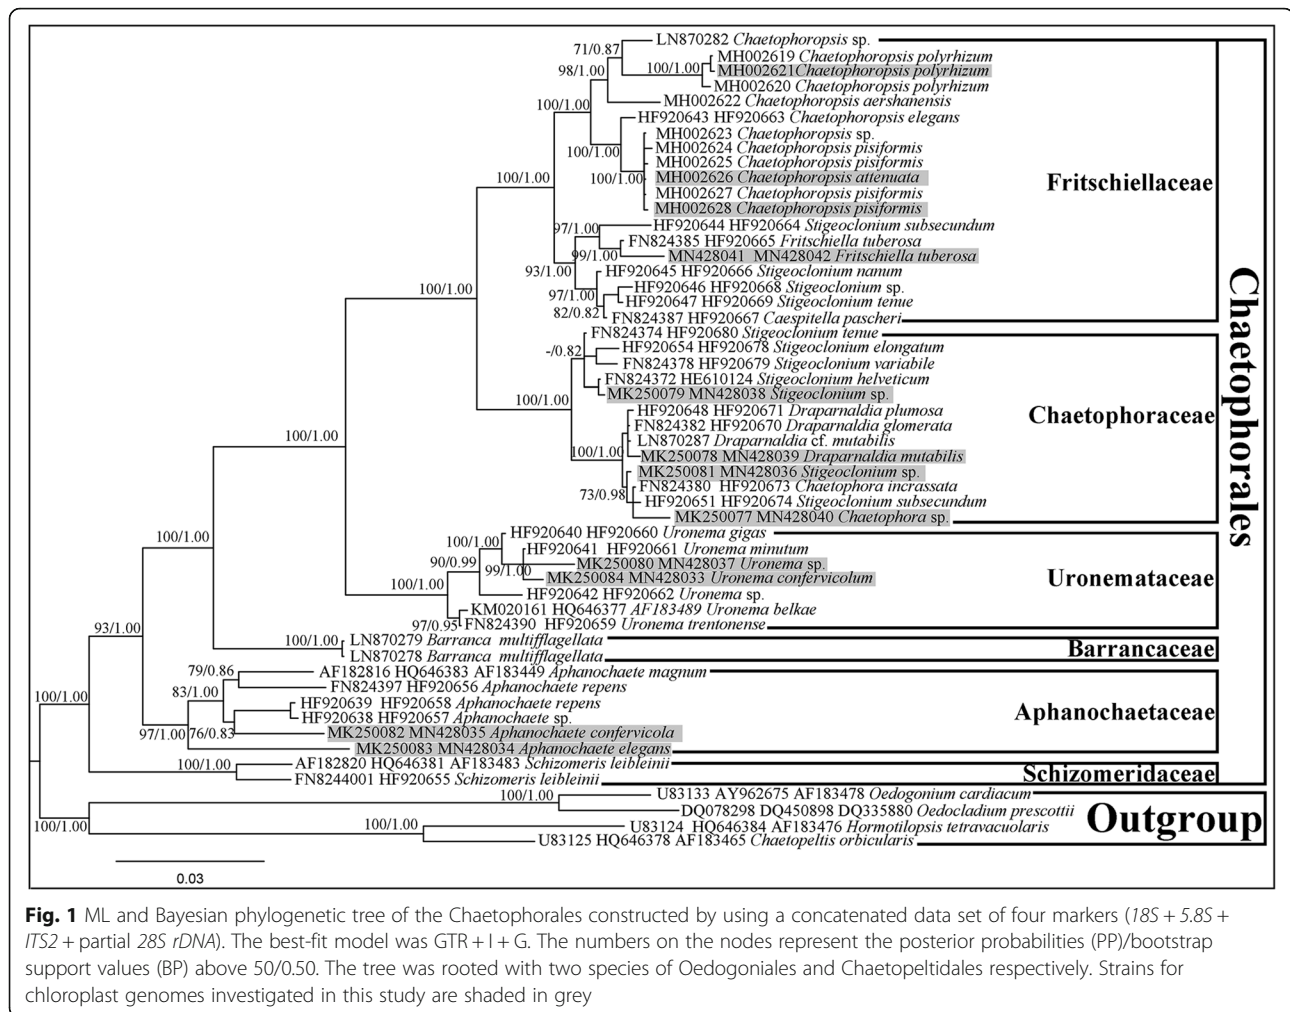 LN870282 Chaetophoropsis sp.
71/0.87
MH002619 Chaetophoropsis polyrhizum
98/1.00
100/1.00
MH002621Chaetophoropsis polyrhizum
MH002620 Chaetophoropsis polyrhizum
100/1.00
MH002622 Chaetophoropsis aershanensis
HF920643 HF920663 Chaetophoropsis elegans
MH002623 Chaetophoropsis sp.
100/1.00
MH002624 Chaetophoropsis pisiformis
MH002625 Chaetophoropsis pisiformis
100/1.00
100/1.00
MH002626 Chaetophoropsis attenuata
Fritschiellaceae
MH002627 Chaetophoropsis pisiformis
MH002628 Chaetophoropsis pisiformis
97/1.00
HF920644 HF920664 Stigeoclonium subsecundum
FN824385 HF920665 Fritschiella tuberosa
99/1.00
MN428041 MN428042 Fritschiella tuberosa
93/1.00
HF920645 HF920666 Stigeoclonium nanum
100/1.00
HF920646 HF920668 Stigeoclonium sp.
97/1.00
HF920647 HF920669 Stigeoclonium tenue
82/0.82
FN824387 HF920667 Caespitella pascheri
FN824374 HF920680 Stigeoclonium tenue
-/0.82
HF920654 HF920678 Stigeoclonium elongatum
FN824378 HF920679 Stigeoclonium variabile
FN824372 HE610124 Stigeoclonium helveticum
MK250079 MN428038 Stigeoclonium sp.
100/1.00
HF920648 HF920671 Draparnaldia plumosa
Chaetophoraceae
FN824382 HF920670 Draparnaldia glomerata
100/1.00
LN870287 Draparnaldia cf. mutabilis
100/1.00
MK250078 MN428039 Draparnaldia mutabilis
MK250081 MN428036 Stigeoclonium sp.
FN824380 HF920673 Chaetophora incrassata
73/0.98
HF920651 HF920674 Stigeoclonium subsecundum
MK250077 MN428040 Chaetophora sp.
Chaetophorales
HF920640 HF920660 Uronema gigas
100/1.00
100/1.00
HF920641 HF920661 Uronema minutum
90/0.99
MK250080 MN428037 Uronema sp.
99/1.00
MK250084 MN428033 Uronema confervicolum
Uronemataceae
100/1.00
HF920642 HF920662 Uronema sp.
KM020161 HQ646377 AF183489 Uronema belkae
97/0.95
FN824390 HF920659 Uronema trentonense
93/1.00
100/1.00
LN870279 Barranca multifflagellata
LN870278 Barranca multifflagellata
Barrancaceae
79/0.86
AF182816 HQ646383 AF183449 Aphanochaete magnum
83/1.00
FN824397 HF920656 Aphanochaete repens
100/1.00
HF920639 HF920658 Aphanochaete repens
HF920638 HF920657 Aphanochaete sp.
Aphanochaetaceae
97/1.00
76/0.83
MK250082 MN428035 Aphanochaete confervicola
MK250083 MN428034 Aphanochaete elegans
100/1.00
AF182820 HQ646381 AF183483 Schizomeris leibleinii
FN8244001 HF920655 Schizomeris leibleinii
Schizomeridaceae
100/1.00
U83133 AY962675 AF183478 Oedogonium cardiacum
DQ078298 DQ450898 DQ335880 Oedocladium prescottii
100/1.00
100/1.00
U83124 HQ646384 AF183476 Hormotilopsis tetravacuolaris
U83125 HQ646378 AF183465 Chaetopeltis orbicularis
Outgroup
0.03
Fig. 1 ML and Bayesian phylogenetic tree of the Chaetophorales constructed by using a concatenated data set of four markers (18S + 5.8S +
ITS2 + partial 28S rDNA). The best-fit model was GTR + I + G. The numbers on the nodes represent the posterior probabilities (PP)/bootstrap
support values (BP) above 50/0.50. The tree was rooted with two species of Oedogoniales and Chaetopeltidales respectively. Strains for
chloroplast genomes investigated in this study are shaded in grey